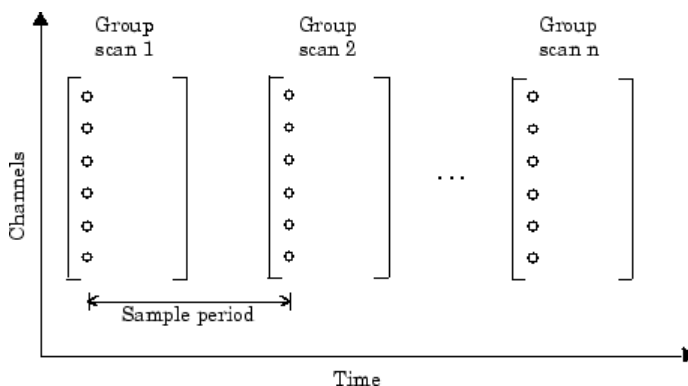 Group
scan 1
Group
scan 2
Group
scan n
Channels
...
Sample period
Time